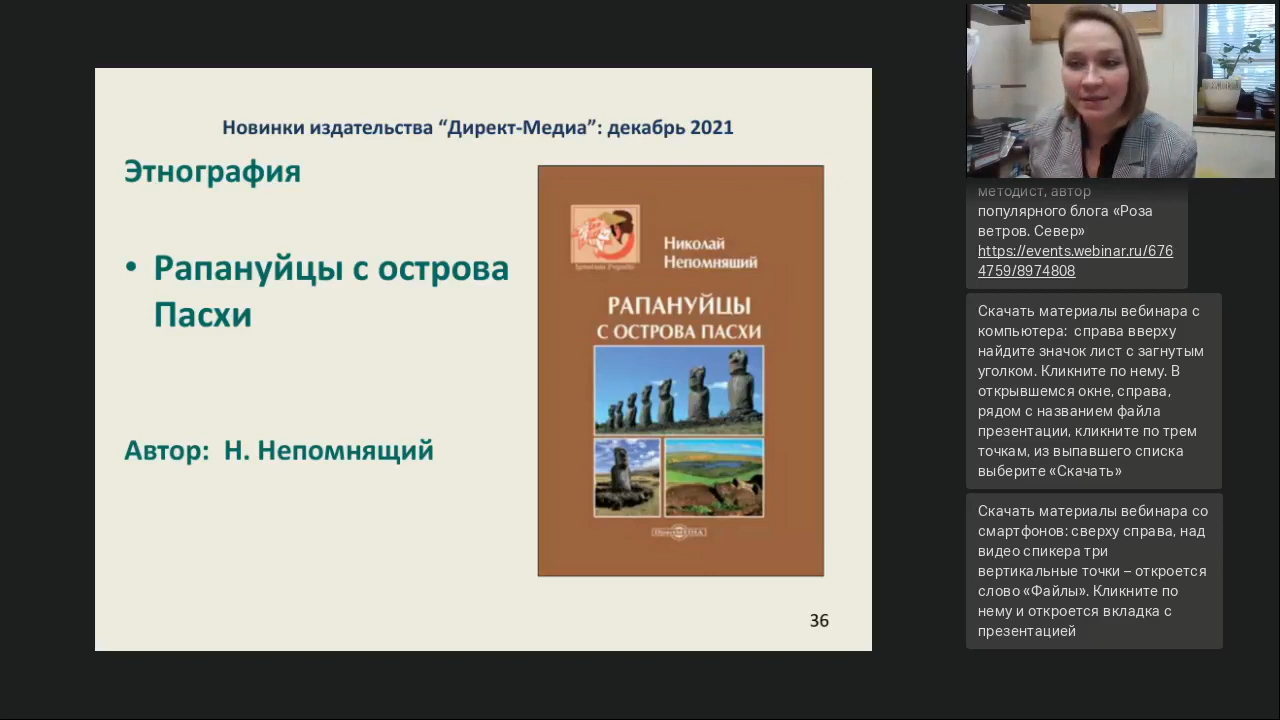 Новинки издательства “Директ-Медиа”: декабрь 2021
Этнография
• Рапануйцы с острова
Пасхи
Автор: Н. Непомнящий
Николай
Непомнящий
РАПАНУЙЦЫ
С ОСТРОВА ПАСХИ
36
методист, автор
популярного блога «Роза
ветров. Север»
https://events.webinar.ru/676
4759/8974808
Скачать материалы вебинара с
компьютера: справа вверху
найдите значок лист с загнутым
уголком. Кликните по нему. В
открывшемся окне, справа,
рядом с названием файла
презентации, кликните по трем
точкам, из выпавшего списка
выберите «Скачать»
Скачать материалы вебинара со
смартфонов: сверху справа, над
видео спикера три
вертикальные точки – откроется
слово «Файлы». Кликните по
нему и откроется вкладка с
презентацией